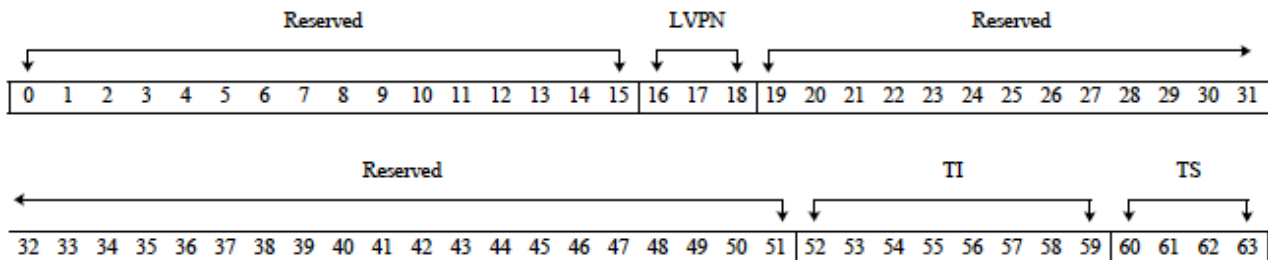 Reserved LVPN Reserved
0 1 2 3 4 5 6 7 8 9 10 11 12 13 14 15 16 17 18 19 20 21 22 23 24 25 26 27 28 29 30 31
Reserved TI TS
32 33 34 35 36 37 38 39 40 41 42 43 44 45 46 47 48 49 50 51 52 53 54 55 56 57 58 59 60 61 62 63